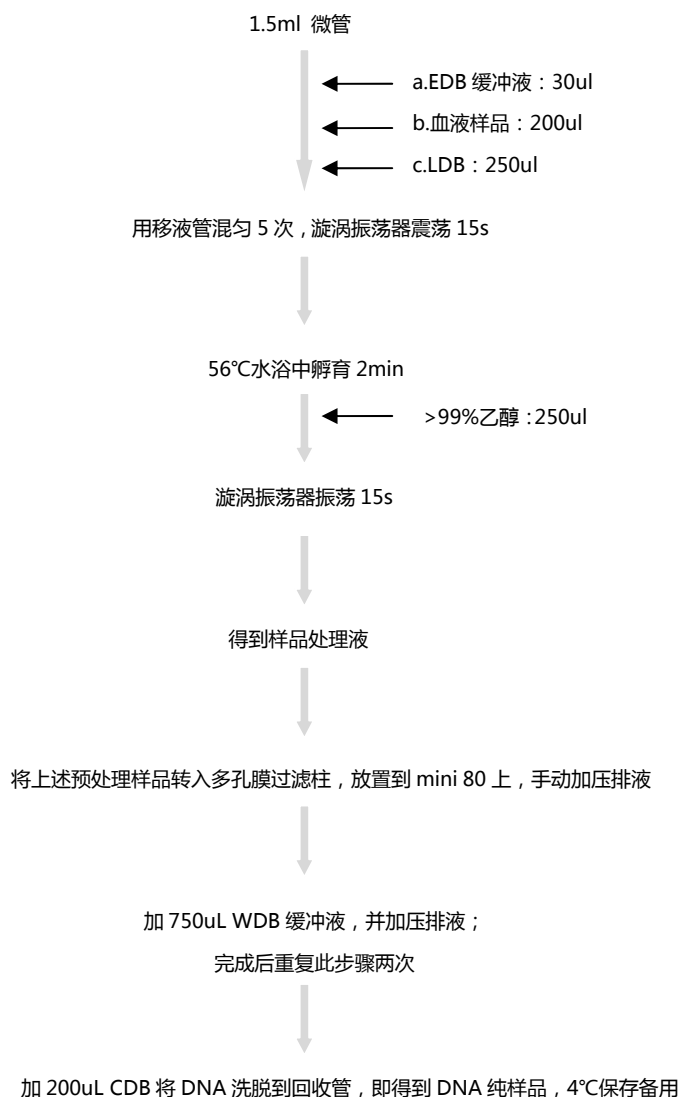 1.5ml 微管
a.EDB 缓冲液：30ul
b.血液样品：200ul
c.LDB：250ul
用移液管混匀 5 次，漩涡振荡器震荡 15s
56℃水浴中孵育 2min
>99%乙醇：250ul
漩涡振荡器振荡 15s
得到样品处理液
将上述预处理样品转入多孔膜过滤柱，放置到 mini 80 上，手动加压排液
加 750uL WDB 缓冲液，并加压排液；
完成后重复此步骤两次
加 200uL CDB 将 DNA 洗脱到回收管，即得到 DNA 纯样品，4℃保存备用